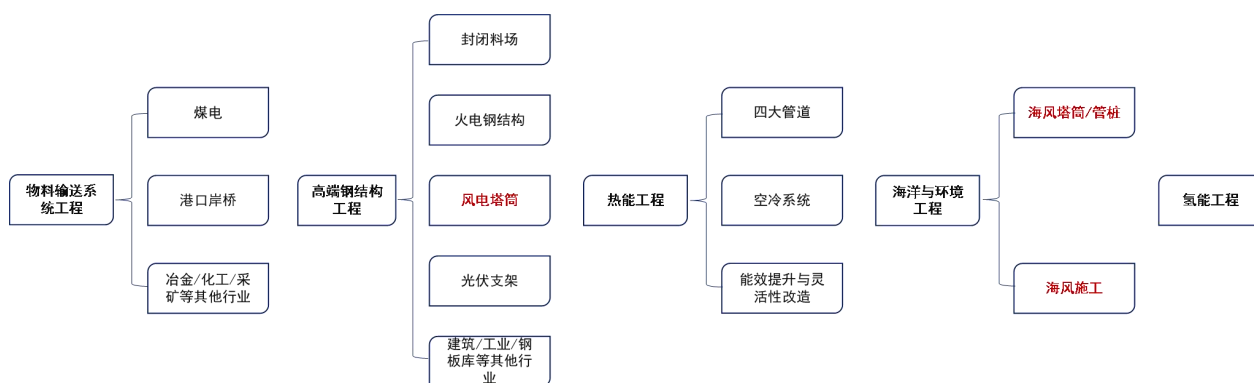 物料输送系
统工程
煤电
港口岸桥
冶金/化工/采
矿等其他行业
高端钢结构
工程
封闭料场
火电钢结构
风电塔筒
光伏支架
建筑/工业/钢
板库等其他行
业
热能工程
四大管道
空冷系统
能效提升与灵
活性改造
海洋与环境
工程
海风塔筒/管桩
海风施工
氢能工程